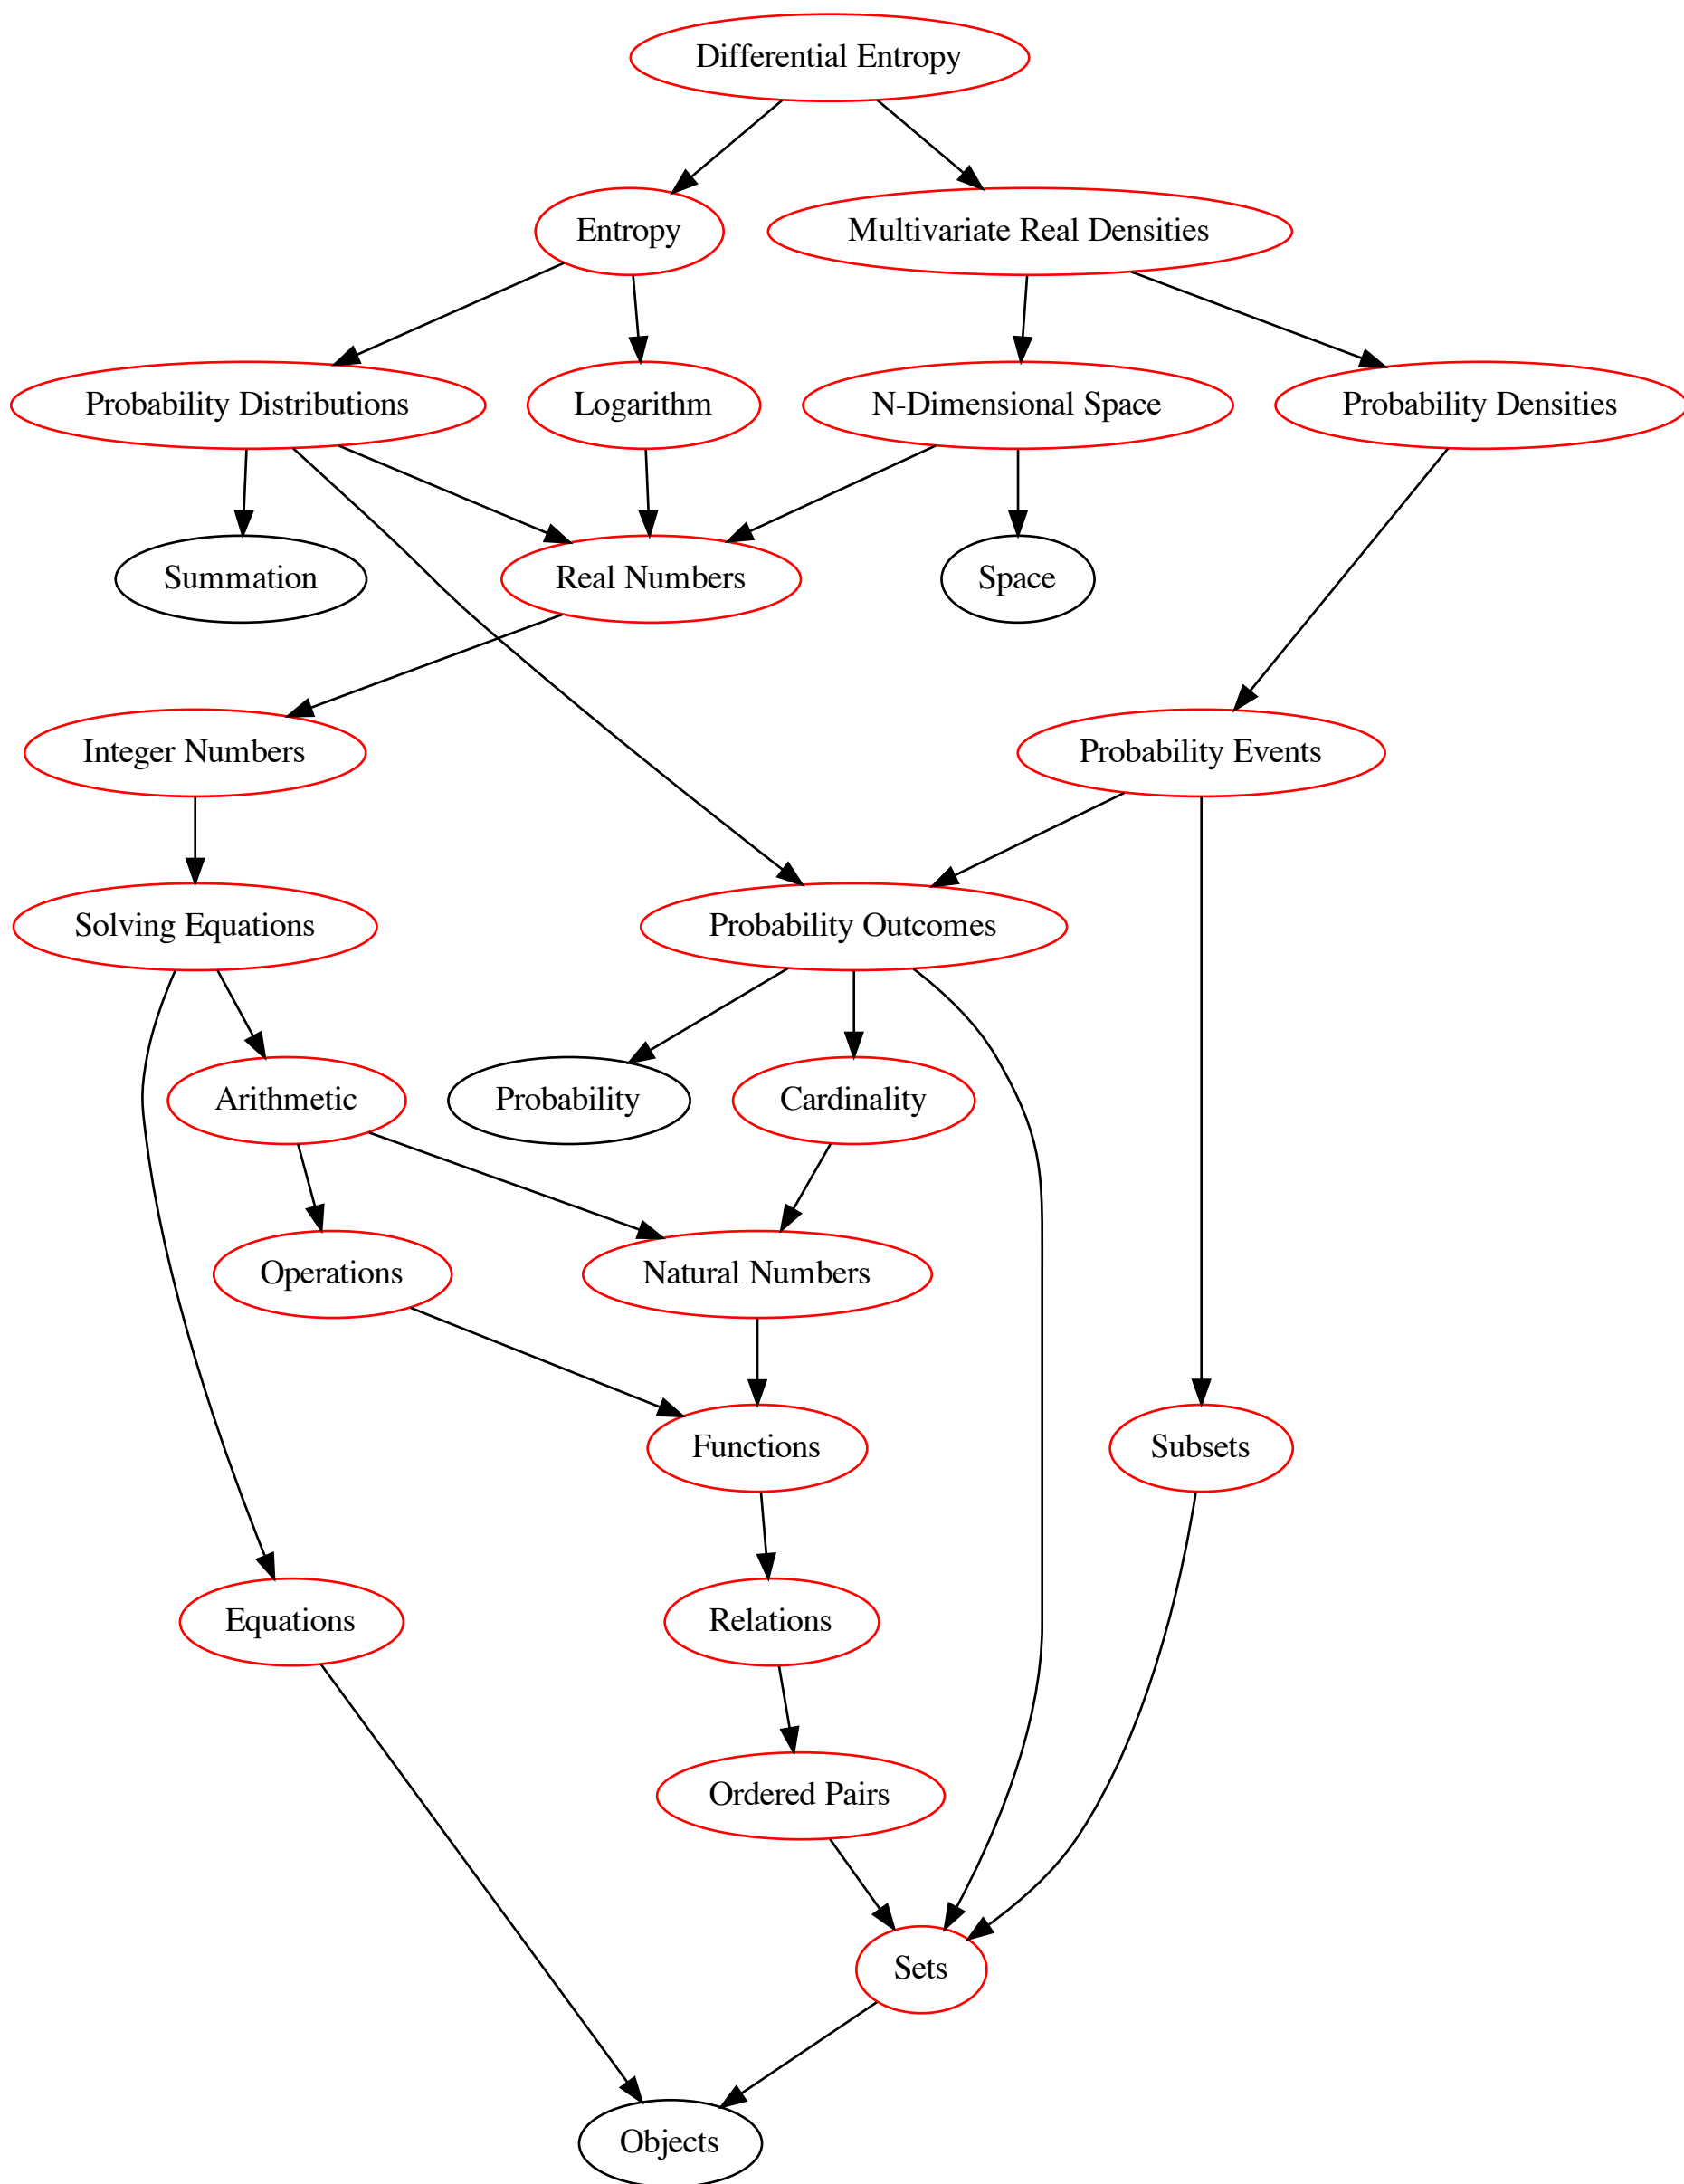 Differential Entropy
Entropy
Multivariate Real Densities
Probability Distributions
Logarithm
N-Dimensional Space
Probability Densities
Summation
Real Numbers
Space
Integer Numbers
Probability Events
Solving Equations
Probability Outcomes
Arithmetic
Probability
Cardinality
Operations
Natural Numbers
Functions
Subsets
Equations
Relations
Ordered Pairs
Sets
Objects